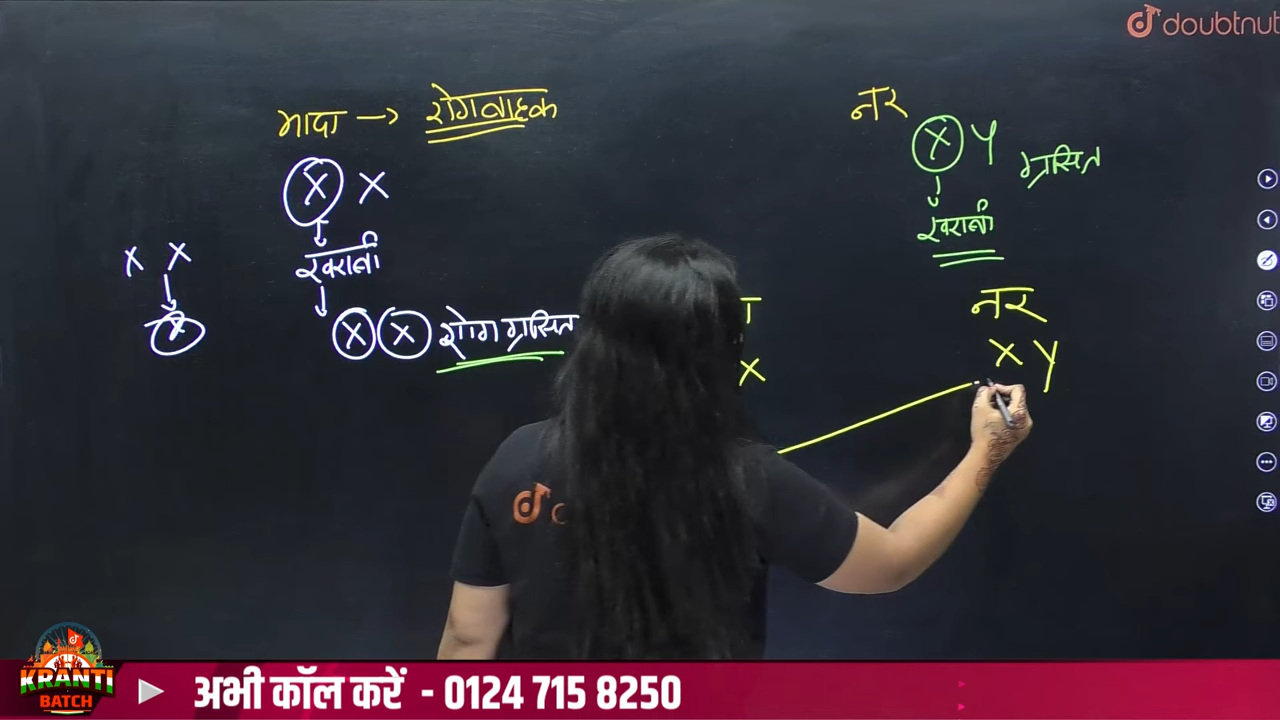 doubtnut
मादा → रोगवाहक
नर
X Y ग्रसित
X X
खराबी
खराबी
X X
X
X X रोग ग्रसित
नर
X
X Y
KRANTI
BATCH
अभी कॉल करें - 0124 715 8250